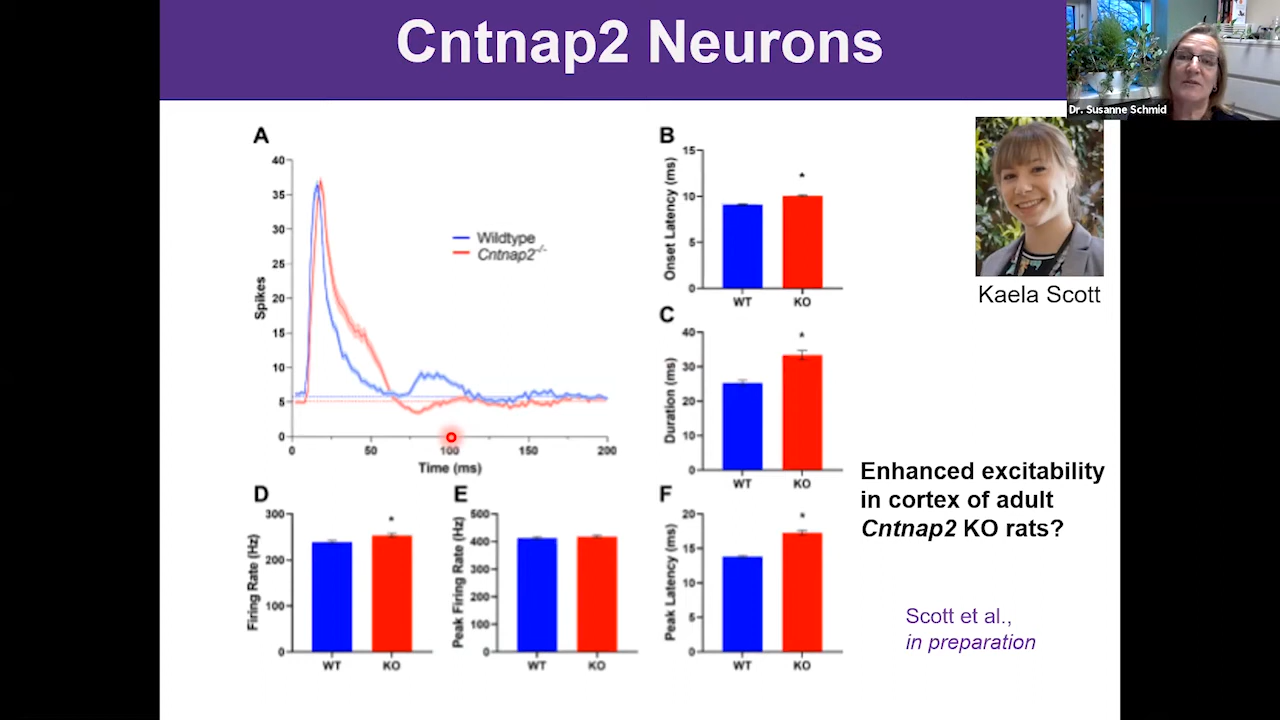 Cntnap2 Neurons
Dr. Susanne Schmid
A
40
35
30
25
20
15
10
5
0
Spikes
0
50
100
150
200
Time (ms)
Wildtype
Cntnap2-/-
B
15
10
5
0
Onset Latency (ms)
*
WT
KO
Kaela Scott
C
40
30
20
10
0
Duration (ms)
*
WT
KO
Enhanced excitability
in cortex of adult
Cntnap2 KO rats?
D
300
200
100
0
Firing Rate (Hz)
*
WT
KO
E
500
400
300
200
100
0
Peak Firing Rate (Hz)
WT
KO
F
20
15
10
5
0
Peak Latency (ms)
*
WT
KO
Scott et al.,
in preparation